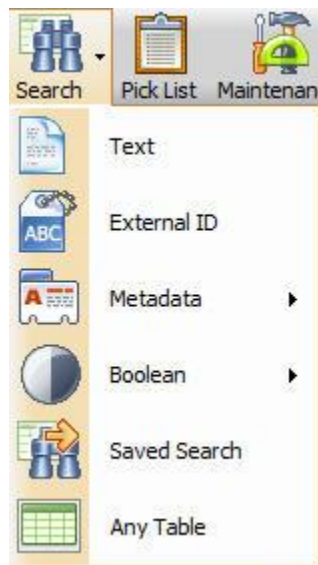 Search Pick List Maintenan
Text
ABC External ID
A Metadata
Boolean
Saved Search
Any Table